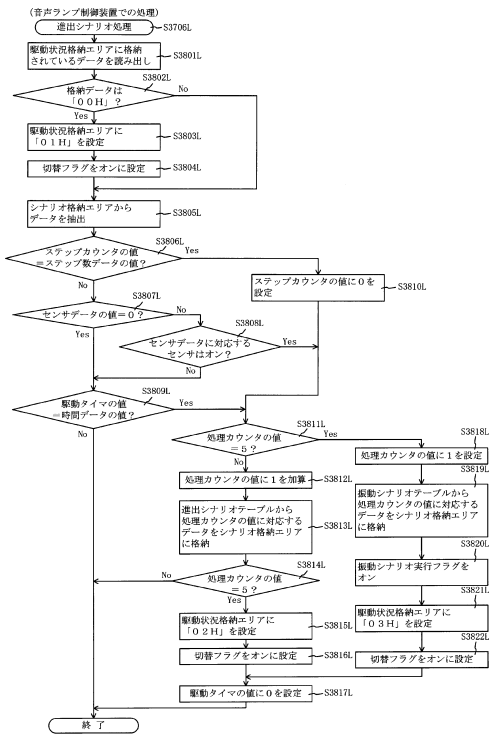 (音声ランプ制御装置での処理)
進出シナリオ処理
S3706L
駆動状況格納エリアに格納
されているデータを読み出し
S3801L
格納データは
「00H」?
S3802L
No
Yes
駆動状況格納エリアに
「01H」を設定
S3803L
切替フラグをオンに設定
S3804L
シナリオ格納エリアから
データを抽出
S3805L
ステップカウンタの値
=ステップ数データの値?
S3806L
Yes
No
ステップカウンタの値に0を
設定
S3810L
センサデータの値=0?
S3807L
No
Yes
センサデータに対応する
センサはオン?
S3808L
Yes
No
駆動タイマの値
=時間データの値?
S3809L
Yes
No
処理カウンタの値
=5?
S3811L
Yes
No
処理カウンタの値に1を加算
S3812L
進出シナリオテーブルから
処理カウンタの値に対応する
データをシナリオ格納エリア
に格納
S3813L
処理カウンタの値
=5?
S3814L
No
Yes
駆動状況格納エリアに
「02H」を設定
S3815L
切替フラグをオンに設定
S3816L
駆動タイマの値に0を設定
S3817L
S3818L
処理カウンタの値に1を設定
S3819L
振動シナリオテーブルから
処理カウンタの値に対応する
データをシナリオ格納エリア
に格納
S3820L
振動シナリオ実行フラグを
オン
S3821L
駆動状況格納エリアに
「03H」を設定
S3822L
切替フラグをオンに設定
終了